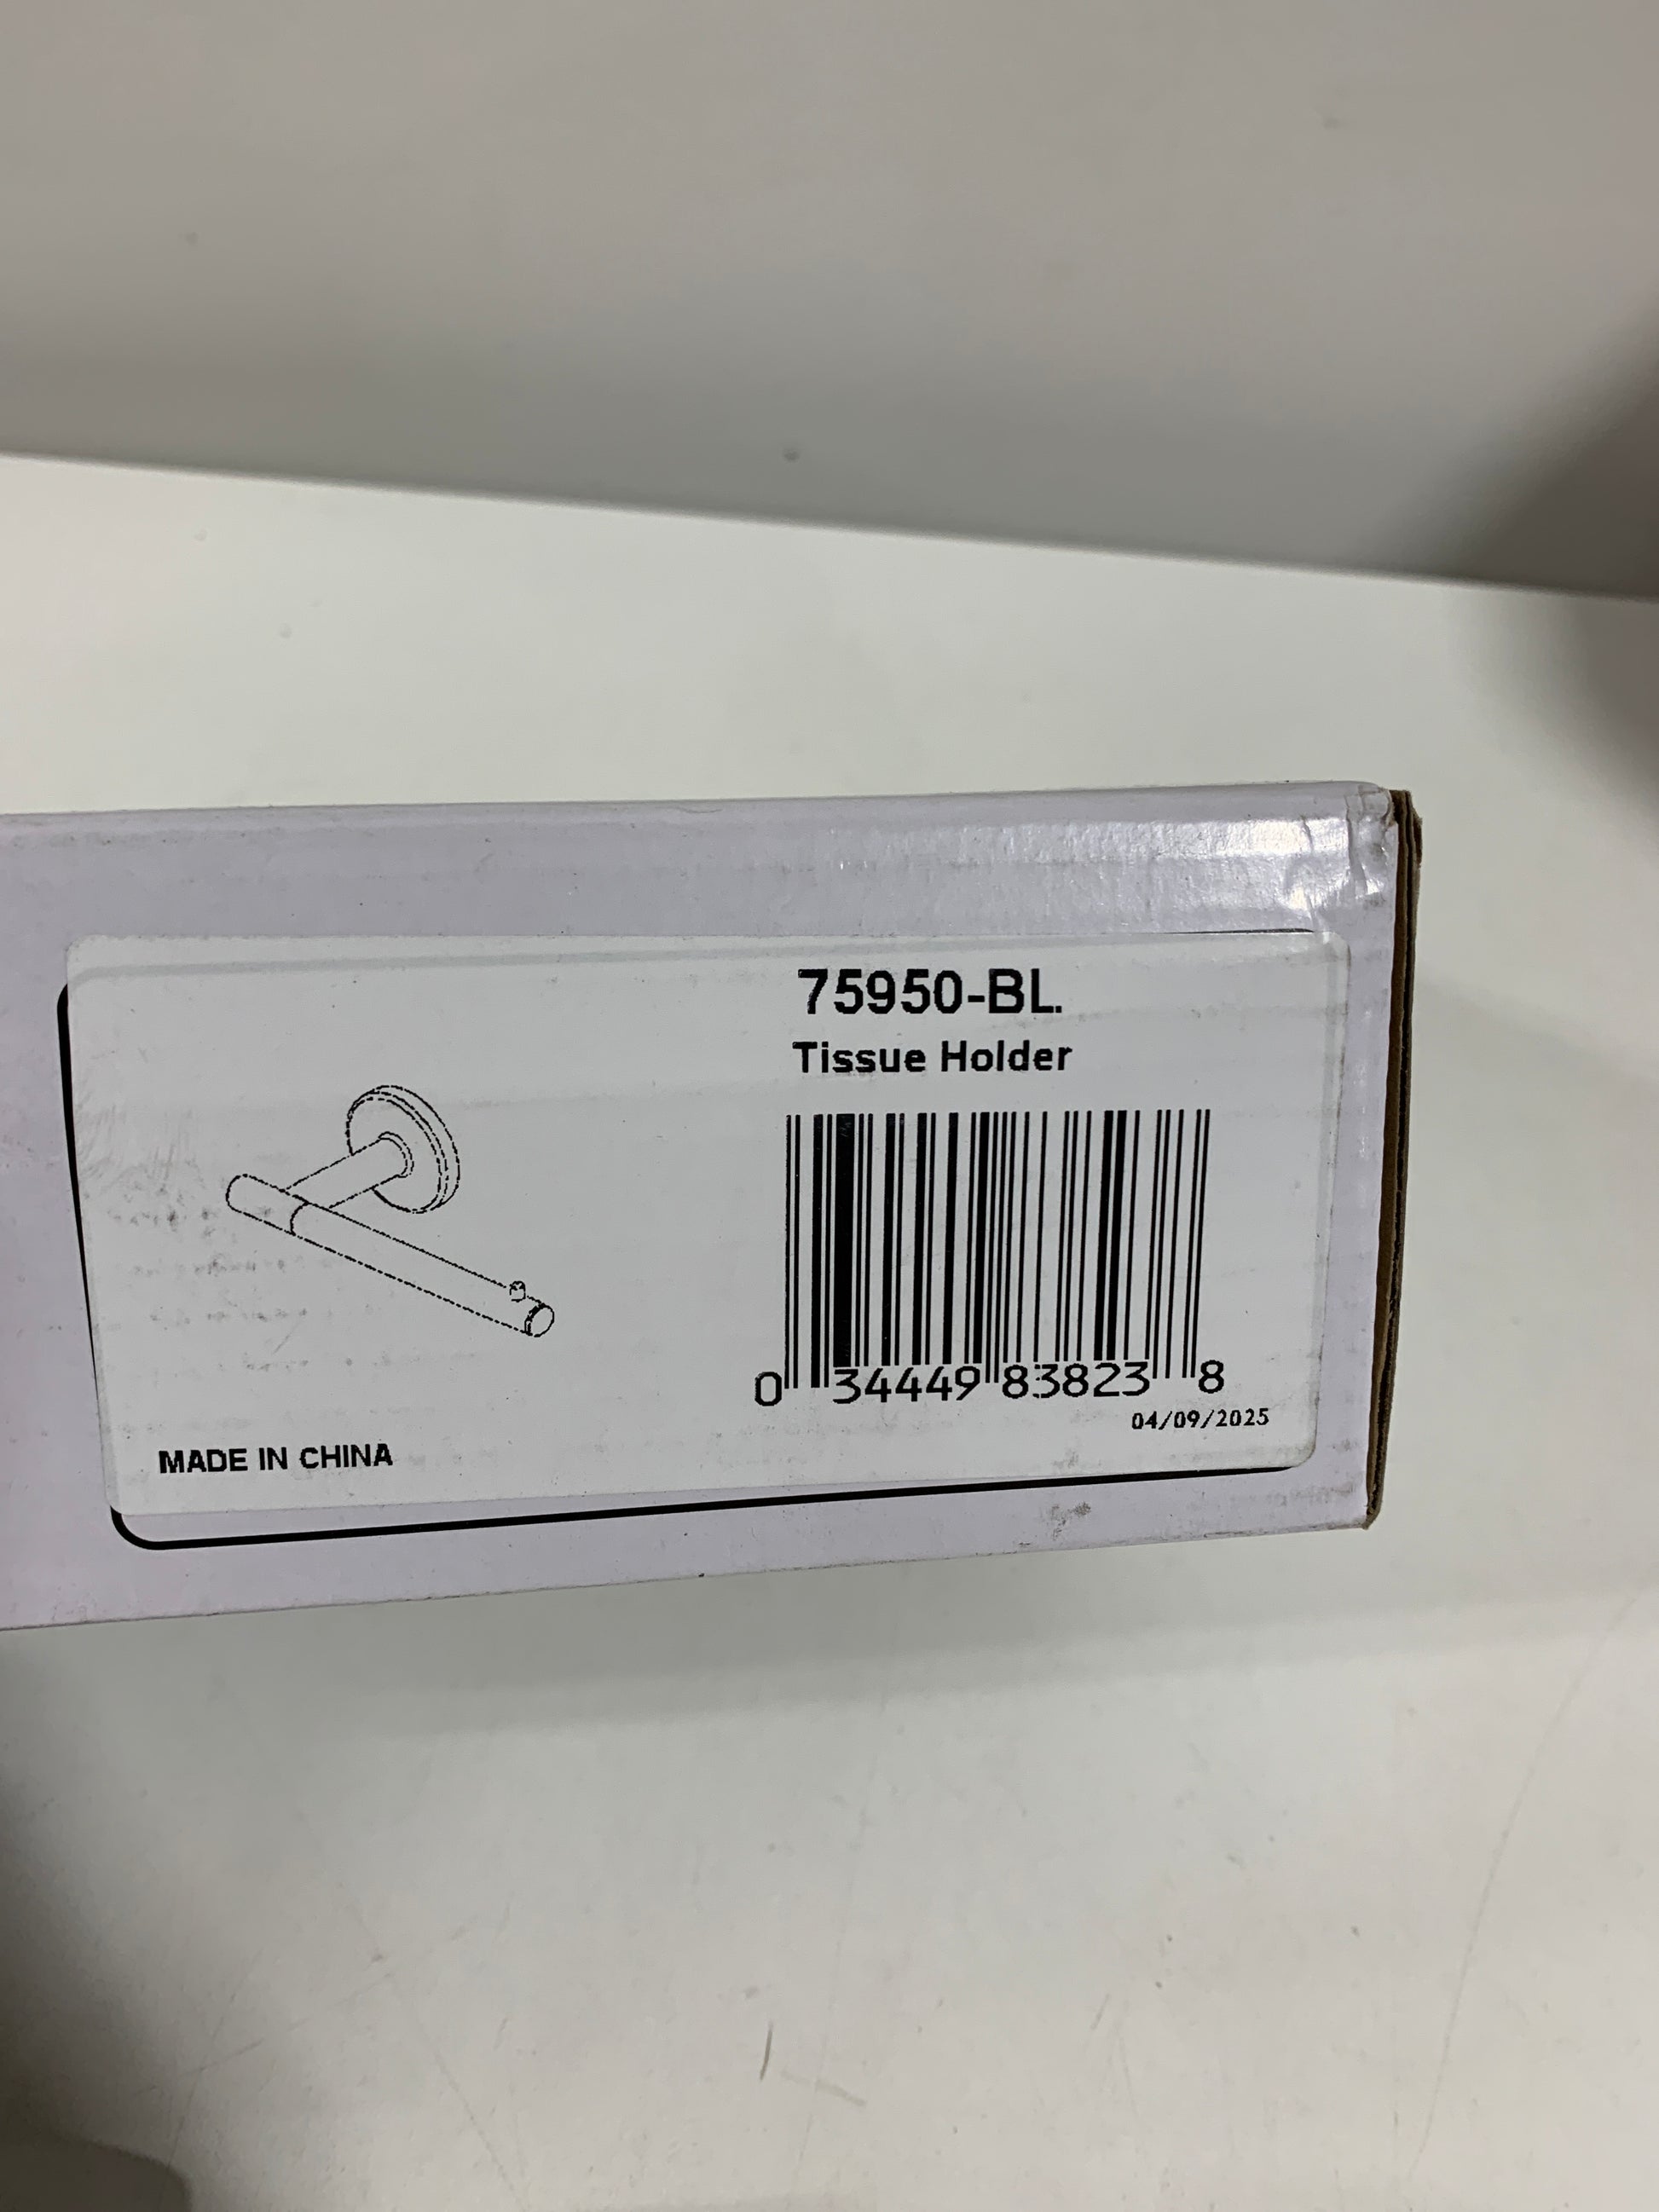 75950-BL.
Tissue Holder
0 34449 83823 8
04/09/2025
MADE IN CHINA